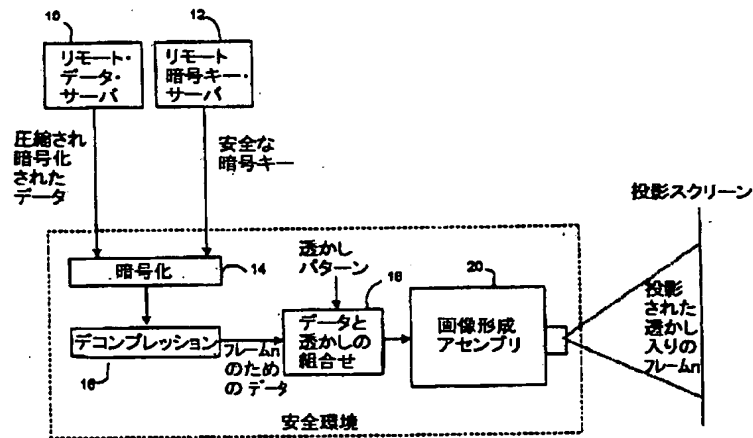 10
12
リモート・
データ・
サーバ
リモート
暗号キー・
サーバ
圧縮され
暗号化
された
データ
安全な
暗号キー
投影スクリーン
暗号化
14
透かし
パターン
18
20
デコンプレッション
16
フレームn
のため
の データ
データと
透かしの
組合せ
画像形成
アセンブリ
投影
された
透かし
入りの
フレームn
安全環境